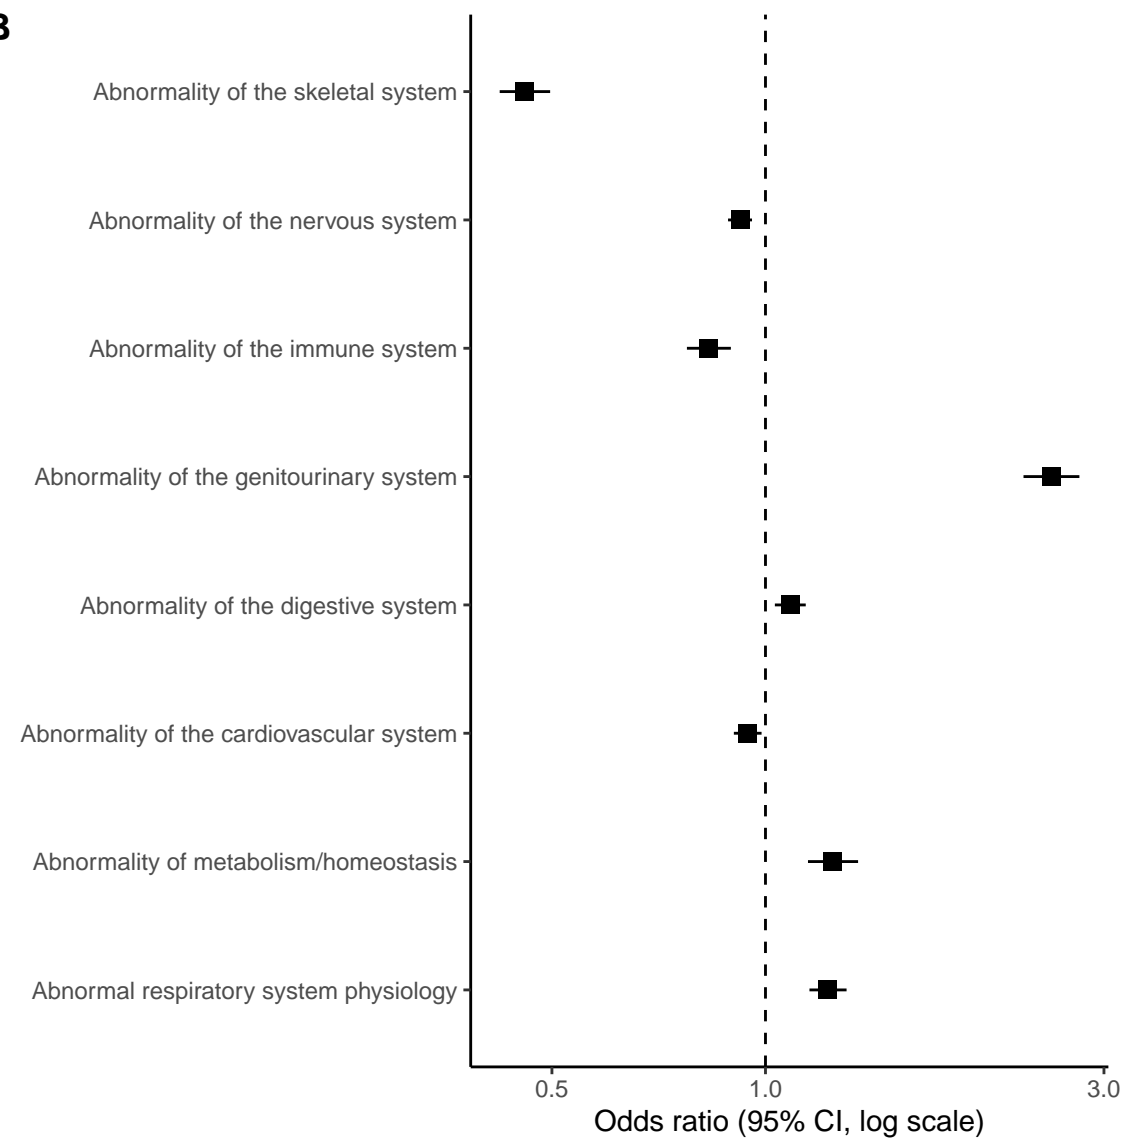 B
Abnormality of the skeletal system
Abnormality of the nervous system
Abnormality of the immune system
Abnormality of the genitourinary system
Abnormality of the digestive system
Abnormality of the cardiovascular system
Abnormality of metabolism/homeostasis
Abnormal respiratory system physiology
0.5 1.0 3.0
Odds ratio (95% CI, log scale)